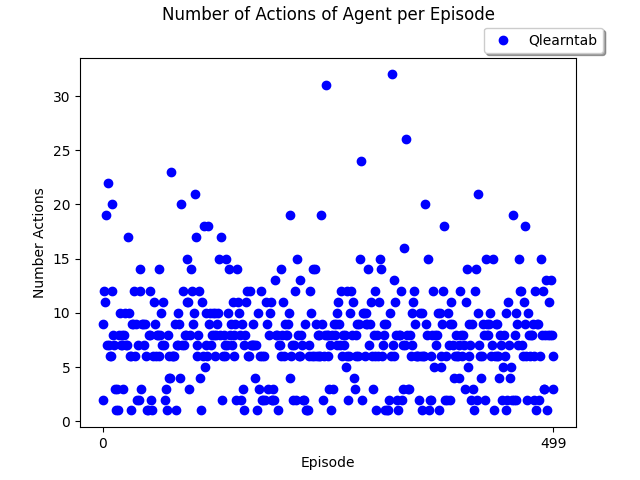 Number of Actions of Agent per Episode
Qlearntab
Number Actions
30
25
20
15
10
5
0
0
499
Episode